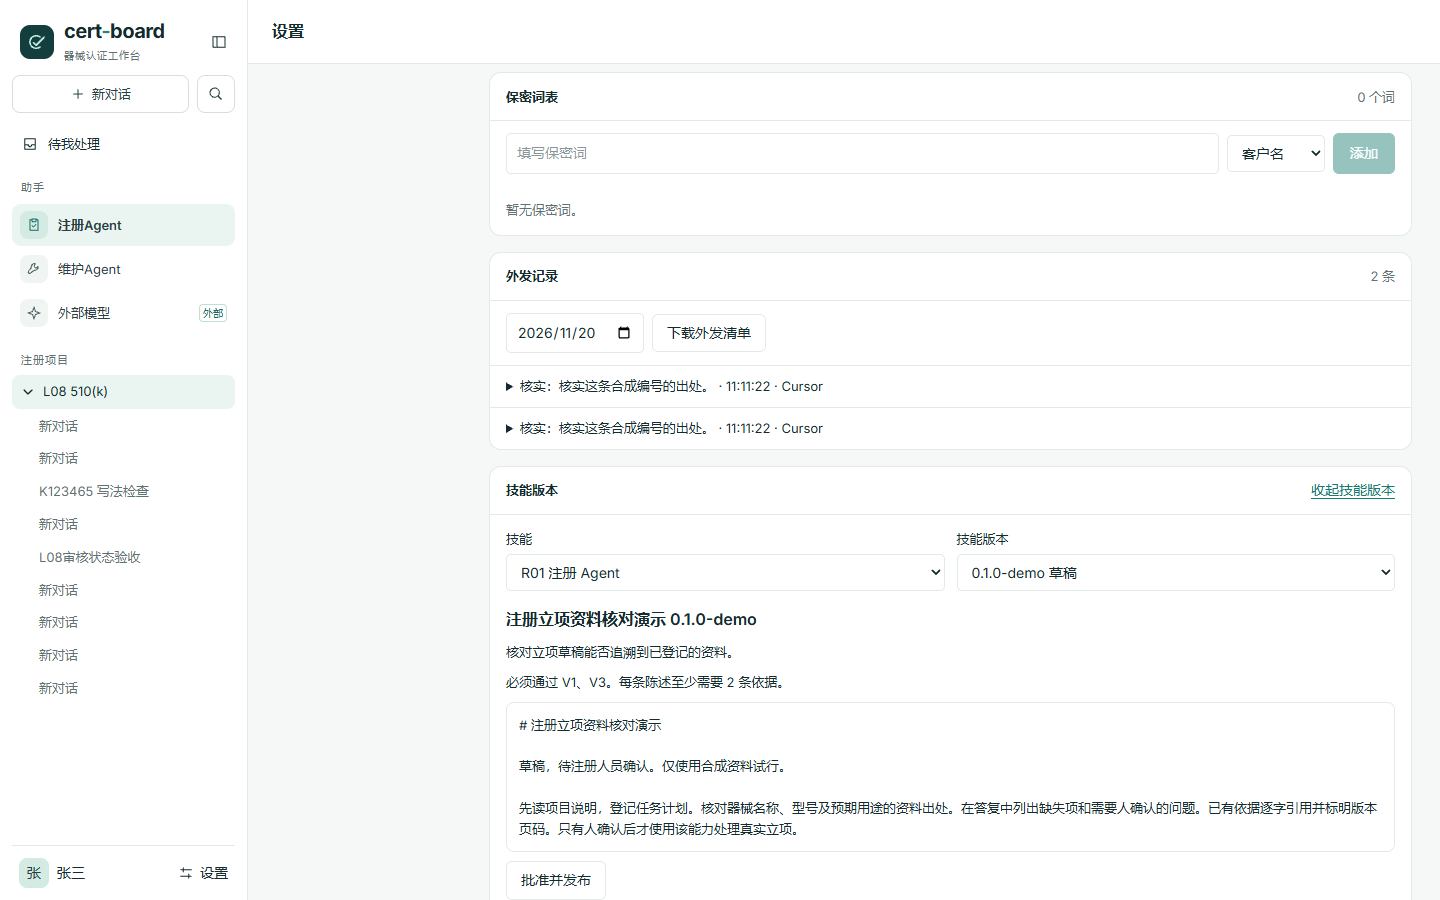 cert-board
器械认证工作台
新对话
待我处理
助手
注册Agent
维护Agent
外部模型
外部
注册项目
L08 510(k)
新对话
新对话
K123465 写法检查
新对话
L08审核状态验收
新对话
新对话
新对话
新对话
张
张三
设置
设置
保密词表
0 个词
填写保密词
客户名
添加
暂无保密词。
外发记录
2 条
2026/11/20
下载外发清单
核实：核实这条合成编号的出处。 · 11:11:22 · Cursor
核实：核实这条合成编号的出处。 · 11:11:22 · Cursor
技能版本
收起技能版本
技能
技能版本
R01 注册 Agent
0.1.0-demo 草稿
注册立项资料核对演示 0.1.0-demo
核对立项草稿能否追溯到已登记的资料。
必须通过 V1、V3。每条陈述至少需要 2 条依据。
# 注册立项资料核对演示
草稿，待注册人员确认。仅使用合成资料试行。
先读项目说明，登记任务计划。核对器械名称、型号及预期用途的资料出处。在答复中列出缺失项和需要人确认的问题。已有依据逐字引用并标明版本
页码。只有人确认后才使用该能力处理真实立项。
批准并发布